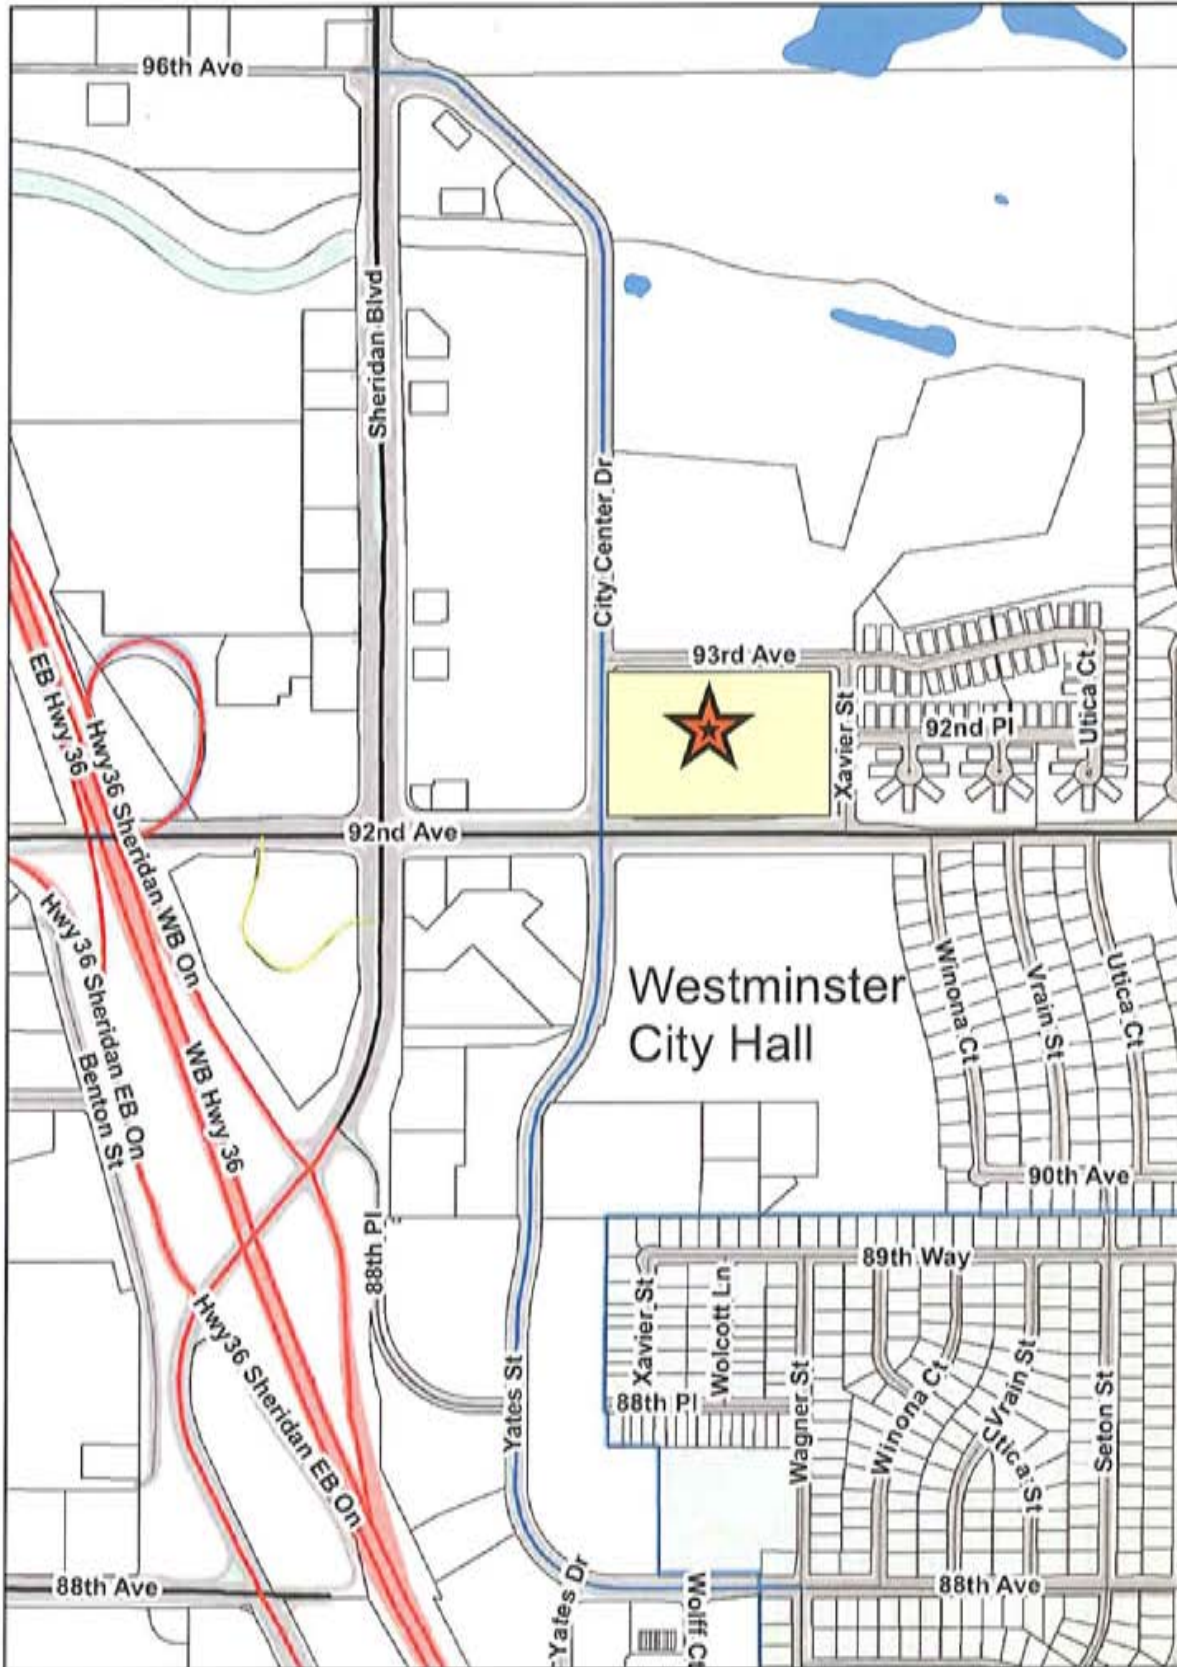 96th Ave
Sheridan Blvd
City Center Dr
93rd Ave
Xavier St
92nd Pl
Utica Ct
EB Hwy 36
Hwy36 Sheridan WB On
92nd Ave
Hwy 36 Sheridan EB On
Benton St
WB Hwy 36
Westminster
City Hall
Winona Ct
Vrain St
Utica Ct
90th Ave
88th Pl
89th Way
Xavier St
Wolcott Ln
Hwy36 Sheridan EB On
Yates St
88th Pl
Wagner St
Winona Ct
Vrain St
Utica St
Seton St
88th Ave
Yates Dr
Wolff Ct
88th Ave